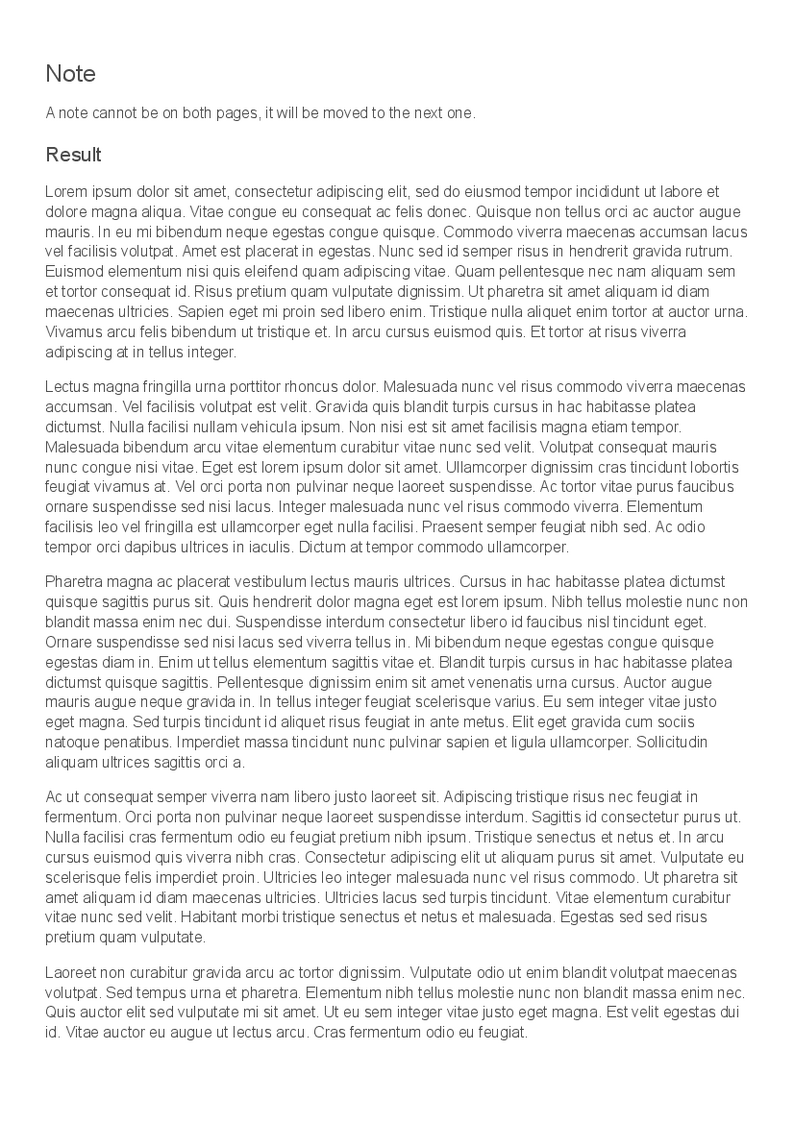 Note
A note cannot be on both pages, it will be moved to the next one.
Result
Lorem ipsum dolor sit amet, consectetur adipiscing elit, sed do eiusmod tempor incididunt ut labore et
dolore magna aliqua. Vitae congue eu consequat ac felis donec. Quisque non tellus orci ac auctor augue
mauris. In eu mi bibendum neque egestas congue quisque. Commodo viverra maecenas accumsan lacus
vel facilisis volutpat. Amet est placerat in egestas. Nunc sed id semper risus in hendrerit gravida rutrum.
Euismod elementum nisi quis eleifend quam adipiscing vitae. Quam pellentesque nec nam aliquam sem
et tortor consequat id. Risus pretium quam vulputate dignissim. Ut pharetra sit amet aliquam id diam
maecenas ultricies. Sapien eget mi proin sed libero enim. Tristique nulla aliquet enim tortor at auctor urna.
Vivamus arcu felis bibendum ut tristique et. In arcu cursus euismod quis. Et tortor at risus viverra
adipiscing at in tellus integer.
Lectus magna fringilla urna porttitor rhoncus dolor. Malesuada nunc vel risus commodo viverra maecenas
accumsan. Vel facilisis volutpat est velit. Gravida quis blandit turpis cursus in hac habitasse platea
dictumst. Nulla facilisi nullam vehicula ipsum. Non nisi est sit amet facilisis magna etiam tempor.
Malesuada bibendum arcu vitae elementum curabitur vitae nunc sed velit. Volutpat consequat mauris
nunc congue nisi vitae. Eget est lorem ipsum dolor sit amet. Ullamcorper dignissim cras tincidunt lobortis
feugiat vivamus at. Vel orci porta non pulvinar neque laoreet suspendisse. Ac tortor vitae purus faucibus
ornare suspendisse sed nisi lacus. Integer malesuada nunc vel risus commodo viverra. Elementum
facilisis leo vel fringilla est ullamcorper eget nulla facilisi. Praesent semper feugiat nibh sed. Ac odio
tempor orci dapibus ultrices in iaculis. Dictum at tempor commodo ullamcorper.
Pharetra magna ac placerat vestibulum lectus mauris ultrices. Cursus in hac habitasse platea dictumst
quisque sagittis purus sit. Quis hendrerit dolor magna eget est lorem ipsum. Nibh tellus molestie nunc non
blandit massa enim nec dui. Suspendisse interdum consectetur libero id faucibus nisl tincidunt eget.
Ornare suspendisse sed nisi lacus sed viverra tellus in. Mi bibendum neque egestas congue quisque
egestas diam in. Enim ut tellus elementum sagittis vitae et. Blandit turpis cursus in hac habitasse platea
dictumst quisque sagittis. Pellentesque dignissim enim sit amet venenatis urna cursus. Auctor augue
mauris augue neque gravida in. In tellus integer feugiat scelerisque varius. Eu sem integer vitae justo
eget magna. Sed turpis tincidunt id aliquet risus feugiat in ante metus. Elit eget gravida cum sociis
natoque penatibus. Imperdiet massa tincidunt nunc pulvinar sapien et ligula ullamcorper. Sollicitudin
aliquam ultrices sagittis orci a.
Ac ut consequat semper viverra nam libero justo laoreet sit. Adipiscing tristique risus nec feugiat in
fermentum. Orci porta non pulvinar neque laoreet suspendisse interdum. Sagittis id consectetur purus ut.
Nulla facilisi cras fermentum odio eu feugiat pretium nibh ipsum. Tristique senectus et netus et. In arcu
cursus euismod quis viverra nibh cras. Consectetur adipiscing elit ut aliquam purus sit amet. Vulputate eu
scelerisque felis imperdiet proin. Ultricies leo integer malesuada nunc vel risus commodo. Ut pharetra sit
amet aliquam id diam maecenas ultricies. Ultricies lacus sed turpis tincidunt. Vitae elementum curabitur
vitae nunc sed velit. Habitant morbi tristique senectus et netus et malesuada. Egestas sed sed risus
pretium quam vulputate.
Laoreet non curabitur gravida arcu ac tortor dignissim. Vulputate odio ut enim blandit volutpat maecenas
volutpat. Sed tempus urna et pharetra. Elementum nibh tellus molestie nunc non blandit massa enim nec.
Quis auctor elit sed vulputate mi sit amet. Ut eu sem integer vitae justo eget magna. Est velit egestas dui
id. Vitae auctor eu augue ut lectus arcu. Cras fermentum odio eu feugiat.